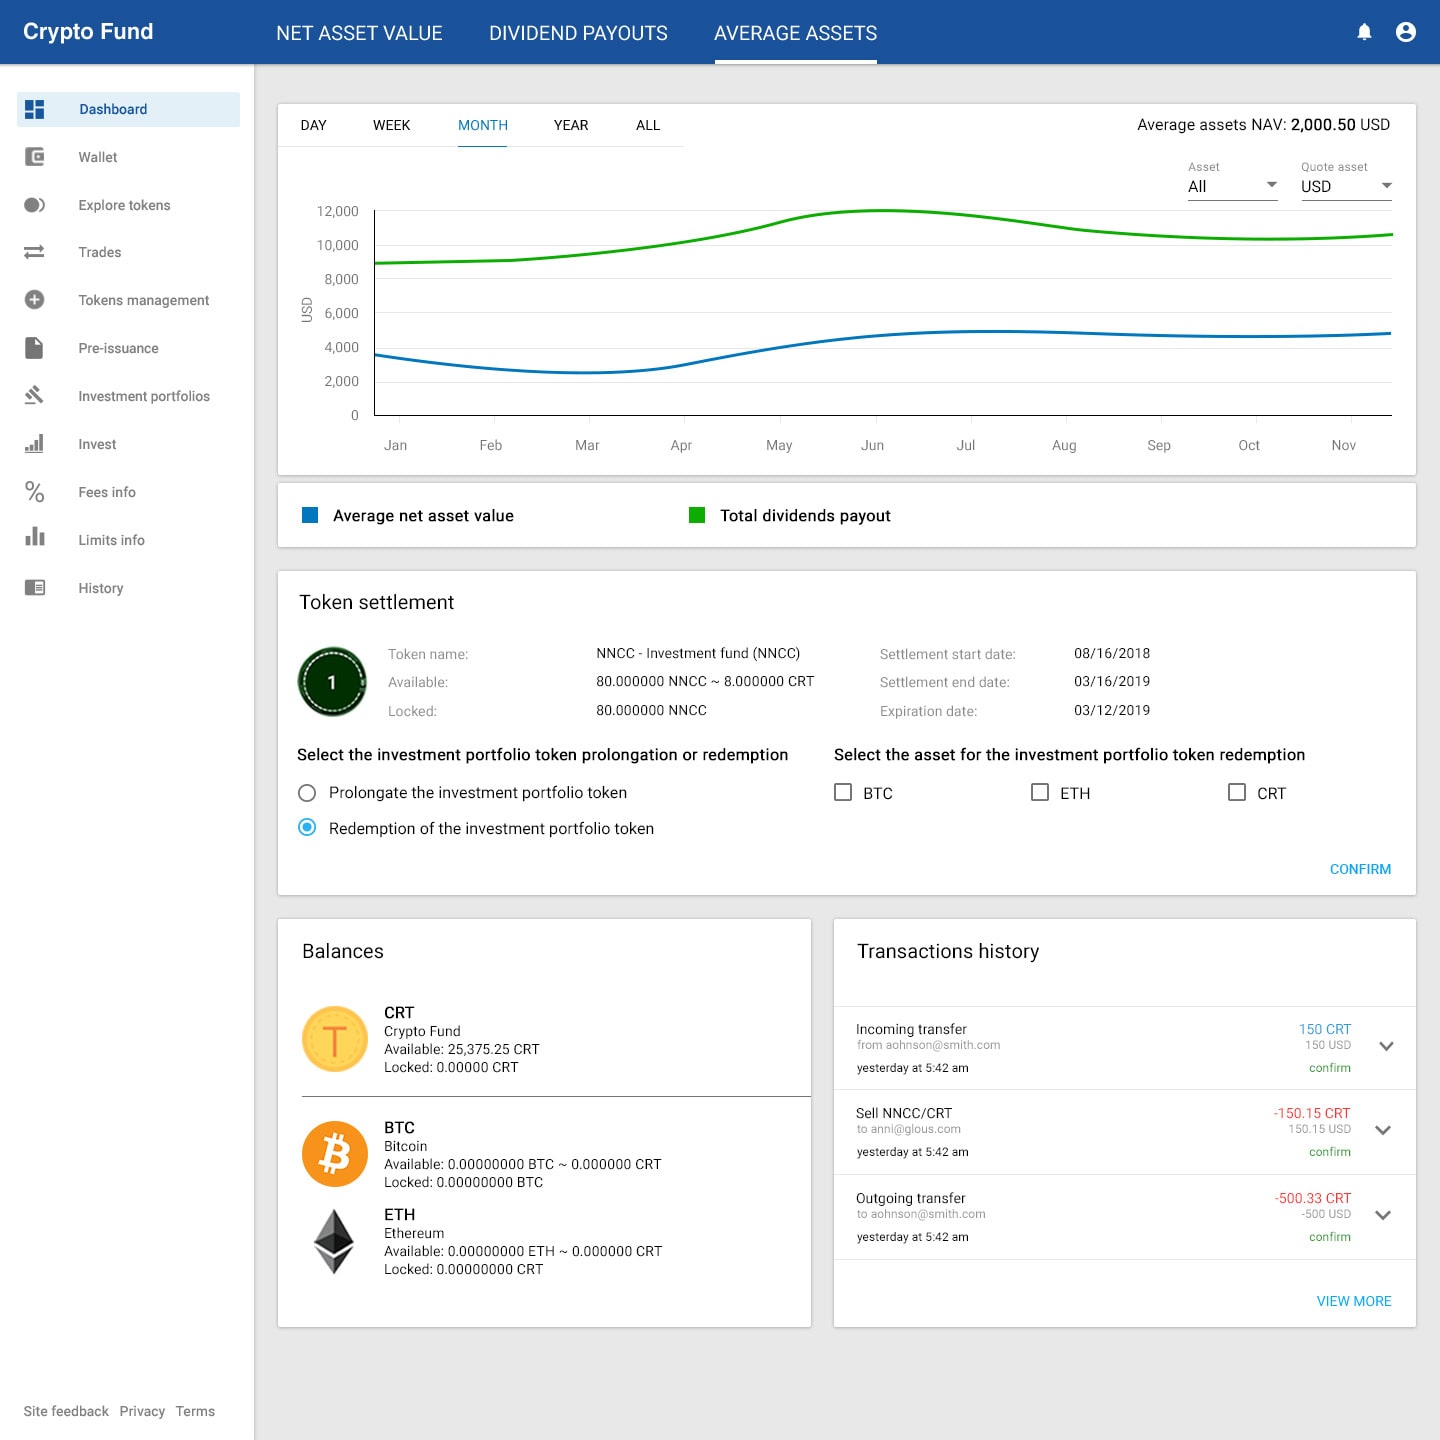 Crypto Fund
NET ASSET VALUE
DIVIDEND PAYOUTS
AVERAGE ASSETS
Dashboard
Wallet
Explore tokens
Trades
Tokens management
Pre-issuance
Investment portfolios
Invest
Fees info
Limits info
History
Site feedback Privacy Terms
DAY WEEK MONTH YEAR ALL
Average assets NAV: 2,000.50 USD
Asset
All
Quote asset
USD
USD
12,000
10,000
8,000
6,000
4,000
2,000
0
Jan Feb Mar Apr May Jun Jul Aug Sep Oct Nov
Average net asset value
Total dividends payout
Token settlement
1
Token name: NNCC - Investment fund (NNCC)
Available: 80.000000 NNCC ~ 8.000000 CRT
Locked: 80.000000 NNCC
Settlement start date: 08/16/2018
Settlement end date: 03/16/2019
Expiration date: 03/12/2019
Select the investment portfolio token prolongation or redemption
Prolongate the investment portfolio token
Redemption of the investment portfolio token
Select the asset for the investment portfolio token redemption
BTC ETH CRT
CONFIRM
Balances
T
CRT
Crypto Fund
Available: 25,375.25 CRT
Locked: 0.00000 CRT
BTC
Bitcoin
Available: 0.00000000 BTC ~ 0.000000 CRT
Locked: 0.00000000 BTC
ETH
Ethereum
Available: 0.00000000 ETH ~ 0.000000 CRT
Locked: 0.00000000 CRT
Transactions history
Incoming transfer 150 CRT
from aohnson@smith.com 150 USD
yesterday at 5:42 am confirm
Sell NNCC/CRT -150.15 CRT
to anni@glous.com 150.15 USD
yesterday at 5:42 am confirm
Outgoing transfer -500.33 CRT
to aohnson@smith.com -500 USD
yesterday at 5:42 am confirm
VIEW MORE